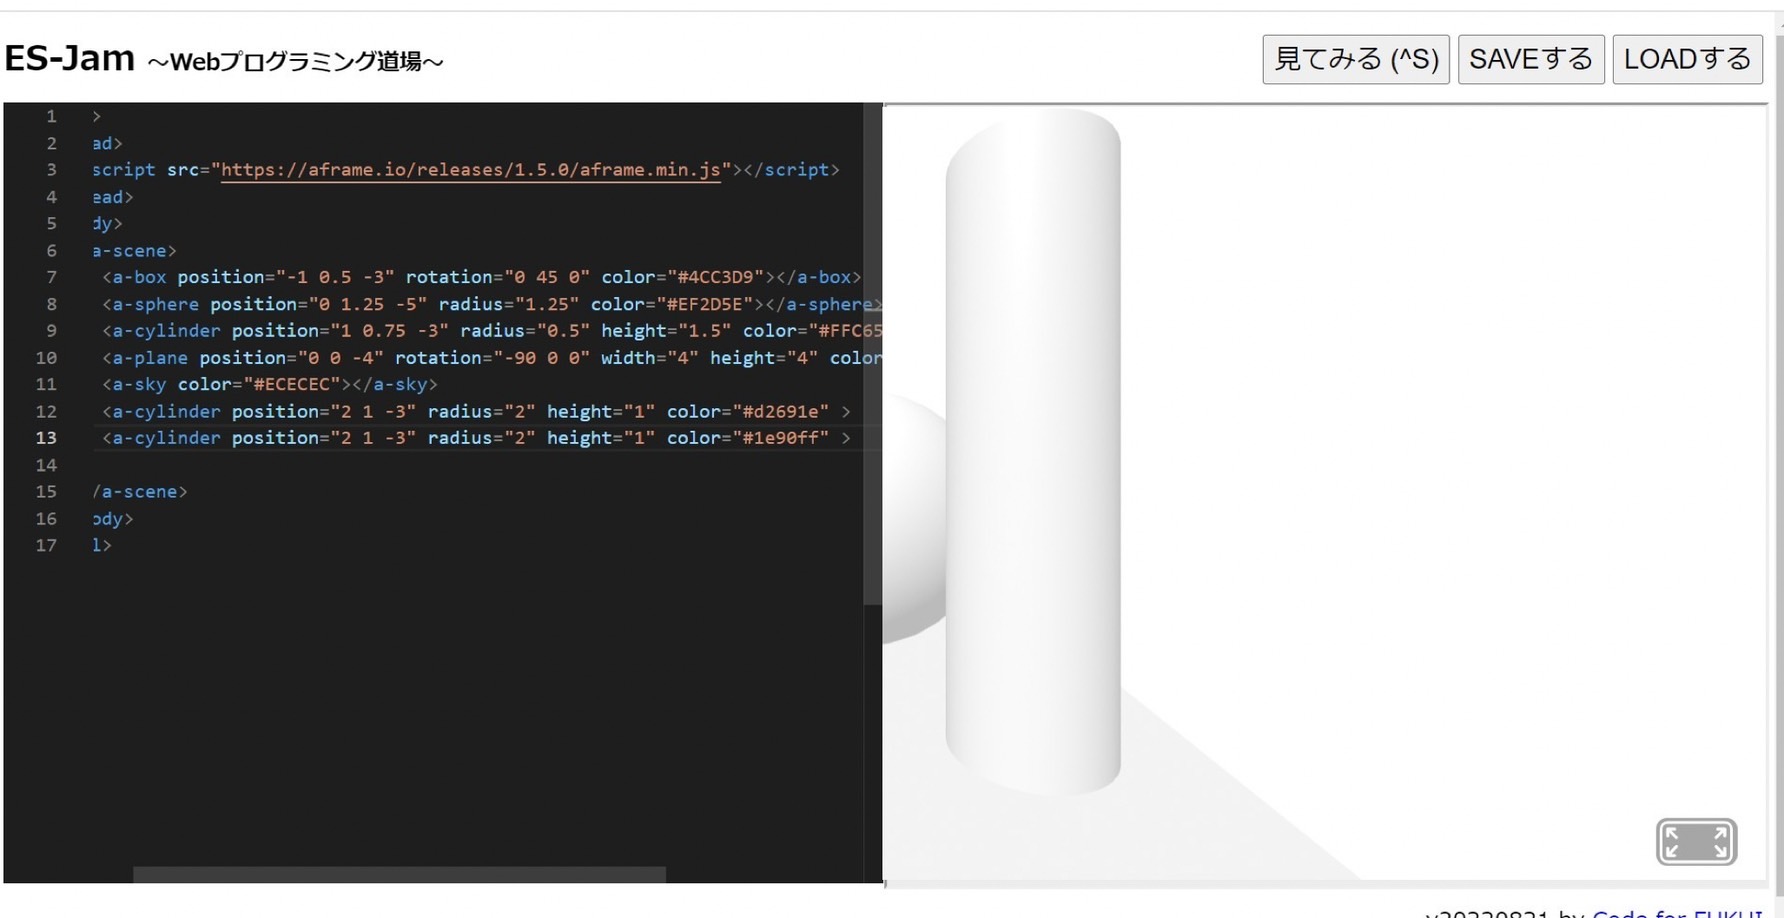 ES-Jam ～Webプログラミング道場～
見てみる (^S) SAVEする LOADする
1 >
2 ad>
3 script src="https://aframe.io/releases/1.5.0/aframe.min.js"></script>
4 ead>
5 dy>
6 a-scene>
7 <a-box position="-1 0.5 -3" rotation="0 45 0" color="#4CC3D9"></a-box>
8 <a-sphere position="0 1.25 -5" radius="1.25" color="#EF2D5E"></a-sphere>
9 <a-cylinder position="1 0.75 -3" radius="0.5" height="1.5" color="#FFC65
10 <a-plane position="0 0 -4" rotation="-90 0 0" width="4" height="4" color
11 <a-sky color="#ECECEC"></a-sky>
12 <a-cylinder position="2 1 -3" radius="2" height="1" color="#d2691e" >
13 <a-cylinder position="2 1 -3" radius="2" height="1" color="#1e90ff" >
14
15 /a-scene>
16 ody>
17 l>
by Code for FUKUI